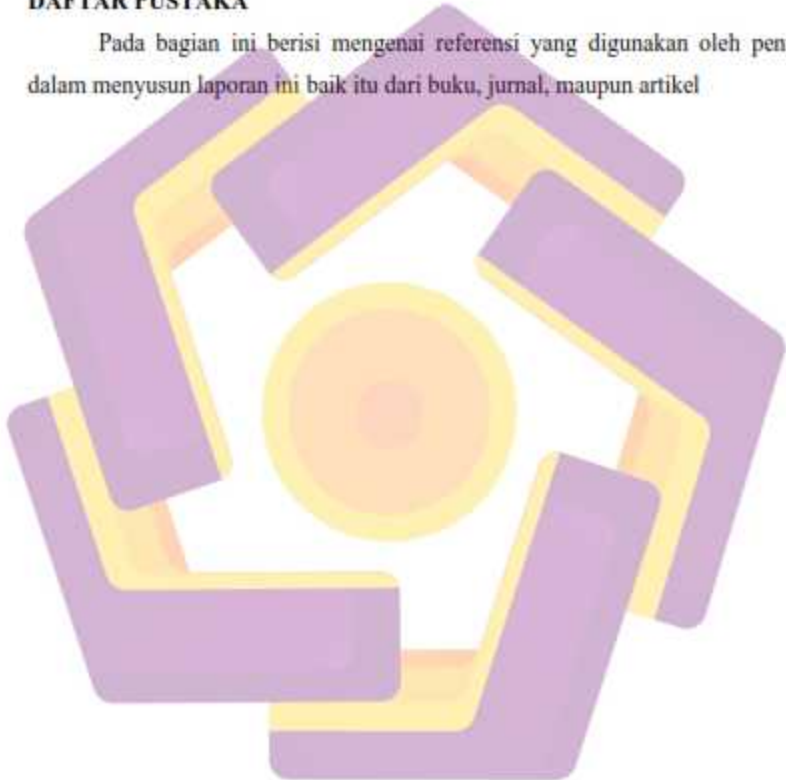 DAFTAR PUSTAKA
Pada bagian ini berisi mengenai referensi yang digunakan oleh pen
dalam menyusun laporan ini baik itu dari buku, jurnal, maupun artikel